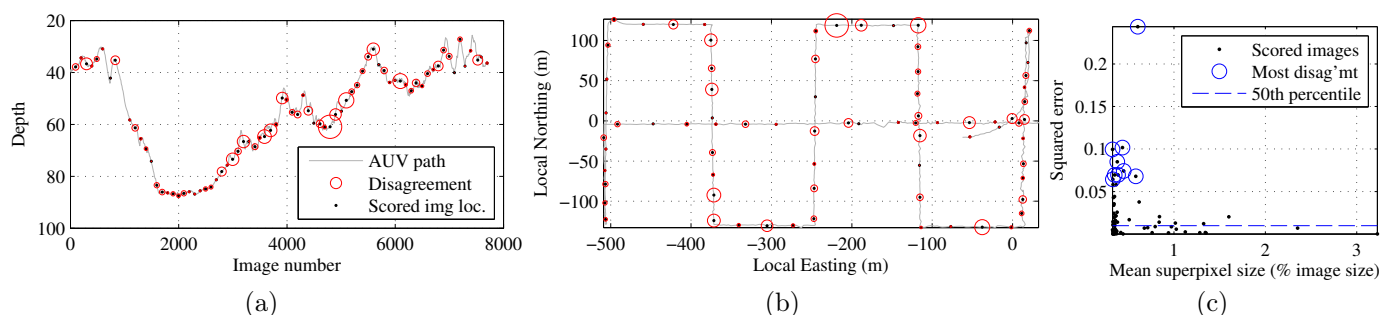 20
40
60
80
100
Depth
0
2000
4000
6000
8000
Image number
AUV path
Disagreement
Scored img loc.
(a)
100
50
0
−50
−100
Local Northing (m)
−500
−400
−300
−200
−100
0
Local Easting (m)
(b)
0.2
0.15
0.1
0.05
Squared error
1
2
3
Mean superpixel size (% image size)
Scored images
Most disag'mt
50th percentile
(c)